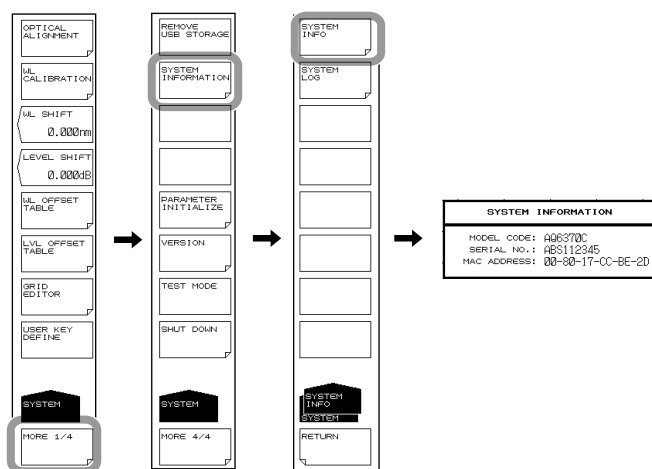 OPTICAL
ALIGNMENT
WL
CALIBRATION
WL SHIFT
0.000nm
LEVEL SHIFT
0.000dB
WL OFFSET
TABLE
LVL OFFSET
TABLE
GRID
EDITOR
USER KEY
DEFINE
SYSTEM
MORE 1/4
REMOVE
USB STORAGE
SYSTEM
INFORMATION
PARAMETER
INITIALIZE
VERSION
TEST MODE
SHUT DOWN
SYSTEM
MORE 4/4
SYSTEM
INFO
SYSTEM
LOG
SYSTEM
INFO
SYSTEM
RETURN
SYSTEM INFORMATION
MODEL CODE: AQ6370C
SERIAL NO.: ABS112345
MAC ADDRESS: 00-80-17-CC-BE-2D